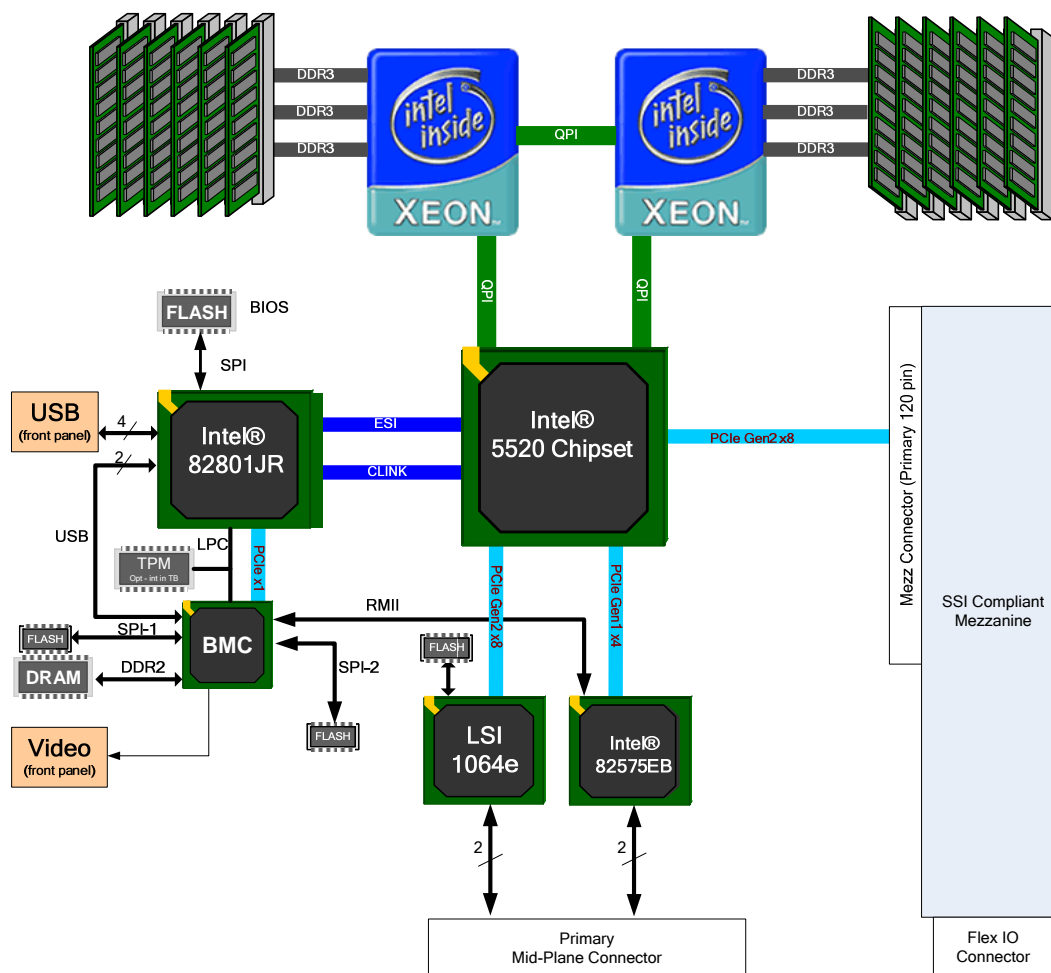 DDR3
DDR3
DDR3
intel
inside
XEON™
QPI
intel
inside
XEON™
DDR3
DDR3
DDR3
QPI
QPI
FLASH
BIOS
SPI
USB
(front panel)
4
2
Intel®
82801JR
ESI
CLINK
Intel®
5520 Chipset
PCIe Gen2 x8
Mezz Connector (Primary 120 pin)
SSI Compliant
Mezzanine
USB
LPC
PCIe x1
TPM
Opt - int in TB
PCIe Gen2 x8
PCIe Gen1 x4
RMII
BMC
SPI-1
FLASH
DRAM
DDR2
SPI-2
FLASH
FLASH
Video
(front panel)
LSI
1064e
Intel®
82575EB
2
2
Primary
Mid-Plane Connector
Flex IO
Connector